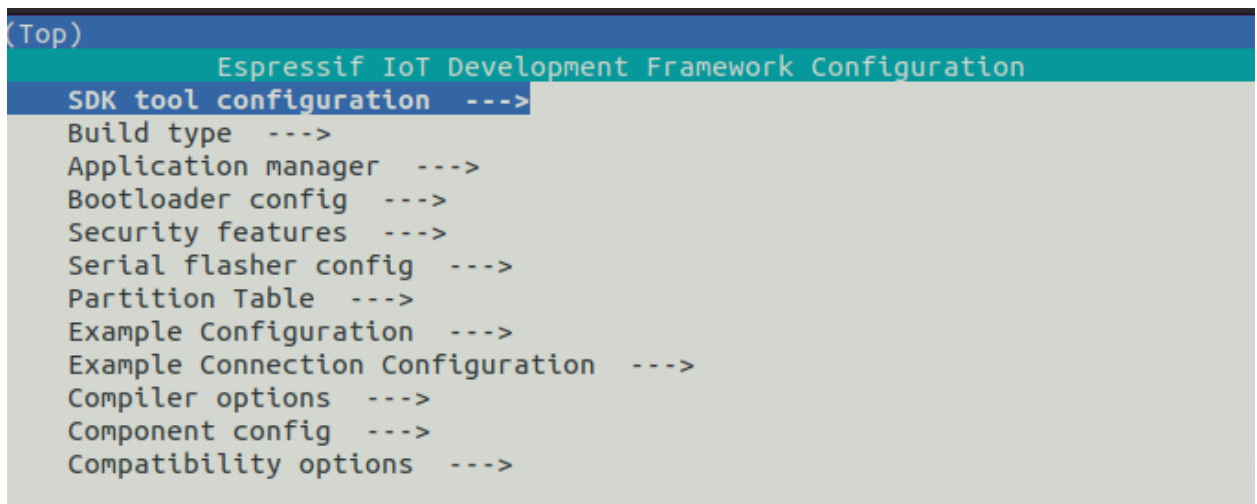 (Top)
Espressif IoT Development Framework Configuration
SDK tool configuration  --->
Build type  --->
Application manager  --->
Bootloader config  --->
Security features  --->
Serial flasher config  --->
Partition Table  --->
Example Configuration  --->
Example Connection Configuration  --->
Compiler options  --->
Component config  --->
Compatibility options  --->